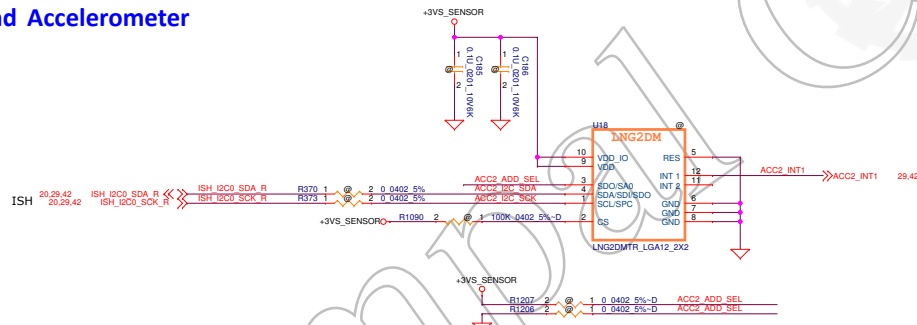 nd Accelerometer
+3VS_SENSOR
1 @ 2 C185 0.1U_0201_10V6K
1 @ 2 C186 0.1U_0201_10V6K
U18 @
LNG2DM
10 VDD_IO RES 5
9 VDD
INT 1 12 ACC2_INT1 ACC2_INT1 29,42
INT 2 11
ACC2_ADD_SEL 3 SDO/SA0
ISH 20,29,42 ISH_I2C0_SDA_R ISH_I2C0_SDA_R R370 1 @ 2 0_0402_5% ACC2_I2C_SDA 4 SDA/SDI/SDO
20,29,42 ISH_I2C0_SCK_R ISH_I2C0_SCK_R R373 1 @ 2 0_0402_5% ACC2_I2C_SCK 1 SCL/SPC
GND 6
GND 7
+3VS_SENSOR R1090 2 @ 1 100K_0402_5%~D 2 CS GND 8
LNG2DMTR_LGA12_2X2
+3VS_SENSOR
R1207 2 @ 1 0_0402_5%~D ACC2_ADD_SEL
R1206 2 @ 1 0_0402_5%~D ACC2_ADD_SEL